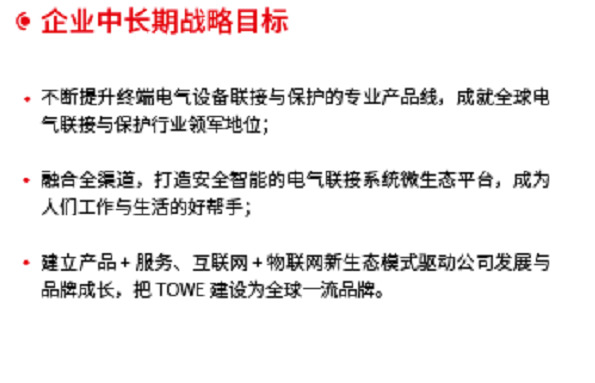 企业中长期战略目标
• 不断提升终端电气设备联接与保护的专业产品线，成就全球电
气联接与保护行业领军地位；
• 融合全渠道，打造安全智能的电气联接系统微生态平台，成为
人们工作与生活的好帮手；
• 建立产品 + 服务、互联网 + 物联网新生态模式驱动公司发展与
品牌成长，把 TOWE 建设为全球一流品牌。